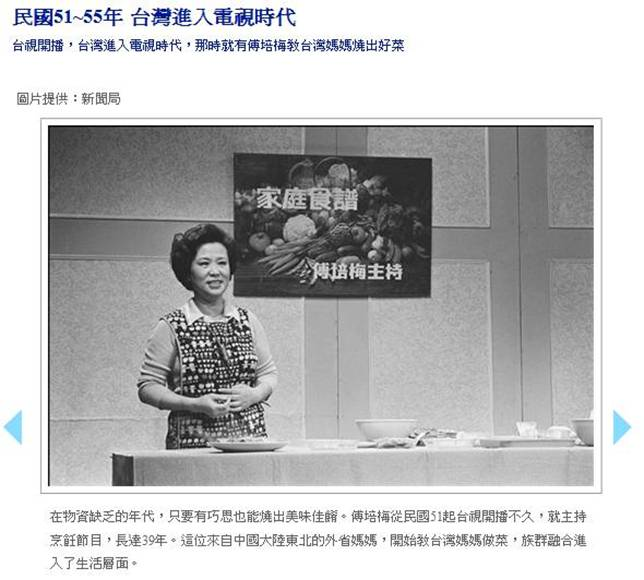 民國51~55年 台灣進入電視時代
台視開播，台灣進入電視時代，那時就有傅培梅教台灣媽媽燒出好菜
圖片提供：新聞局
家庭食譜
傅培梅主持
在物資缺乏的年代，只要有巧思也能燒出美味佳餚。傅培梅從民國51起台視開播不久，就主持
烹飪節目，長達39年。這位來自中國大陸東北的外省媽媽，開始教台灣媽媽做菜，族群融合進
入了生活層面。